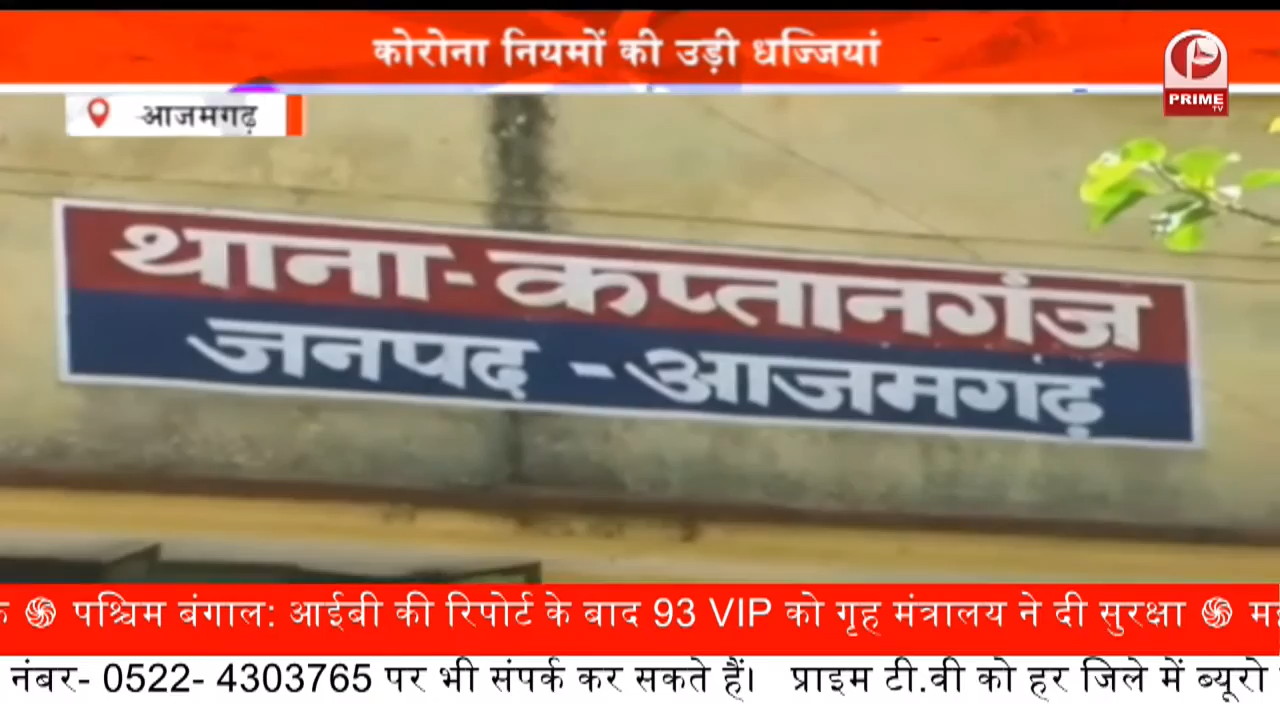 कोरोना नियमों की उड़ी धज्जियां
PRIME
TV
आजमगढ़
थाना-कप्तानगंज
जनपद - आजमगढ़
पश्चिम बंगाल: आईबी की रिपोर्ट के बाद 93 VIP को गृह मंत्रालय ने दी सुरक्षा
नंबर- 0522- 4303765 पर भी संपर्क कर सकते हैं। प्राइम टी.वी को हर जिले में ब्यूरो